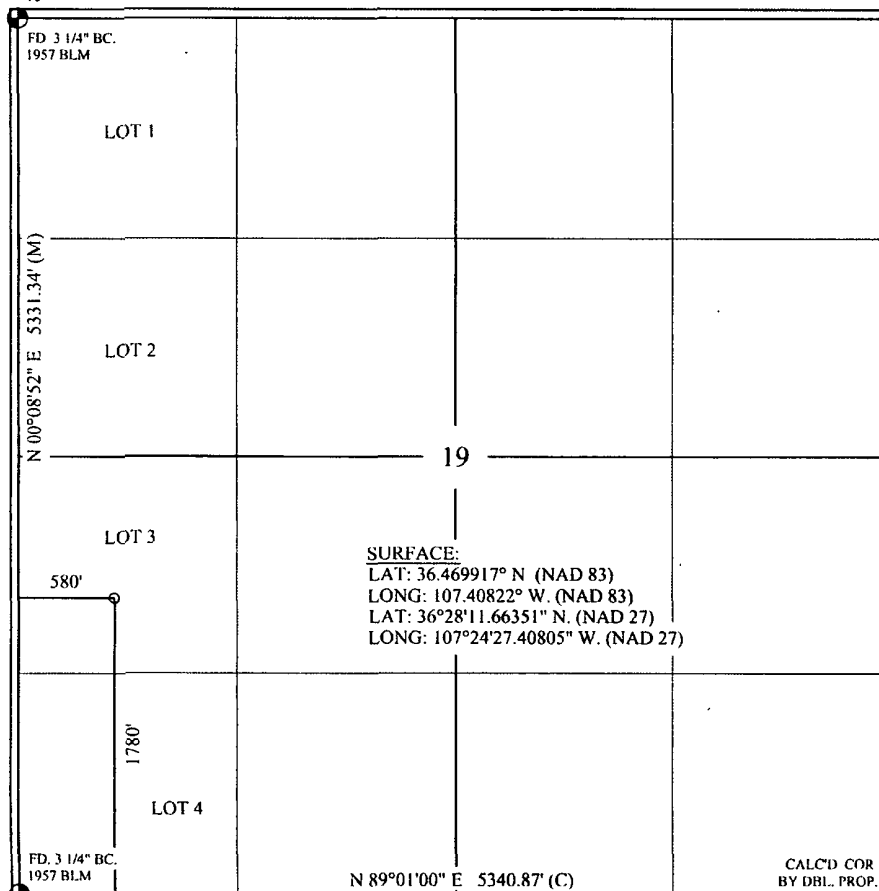 FD 3 1/4" BC.
1957 BLM
LOT 1
N 00°08'52" E 5331.34' (M)
LOT 2
19
LOT 3
580'
SURFACE:
LAT: 36.469917° N (NAD 83)
LONG: 107.40822° W. (NAD 83)
LAT: 36°28'11.66351" N. (NAD 27)
LONG: 107°24'27.40805" W. (NAD 27)
1780'
LOT 4
FD. 3 1/4" BC.
1957 BLM
N 89°01'00" E 5340.87' (C)
CALC'D COR
BY DBL. PROP.